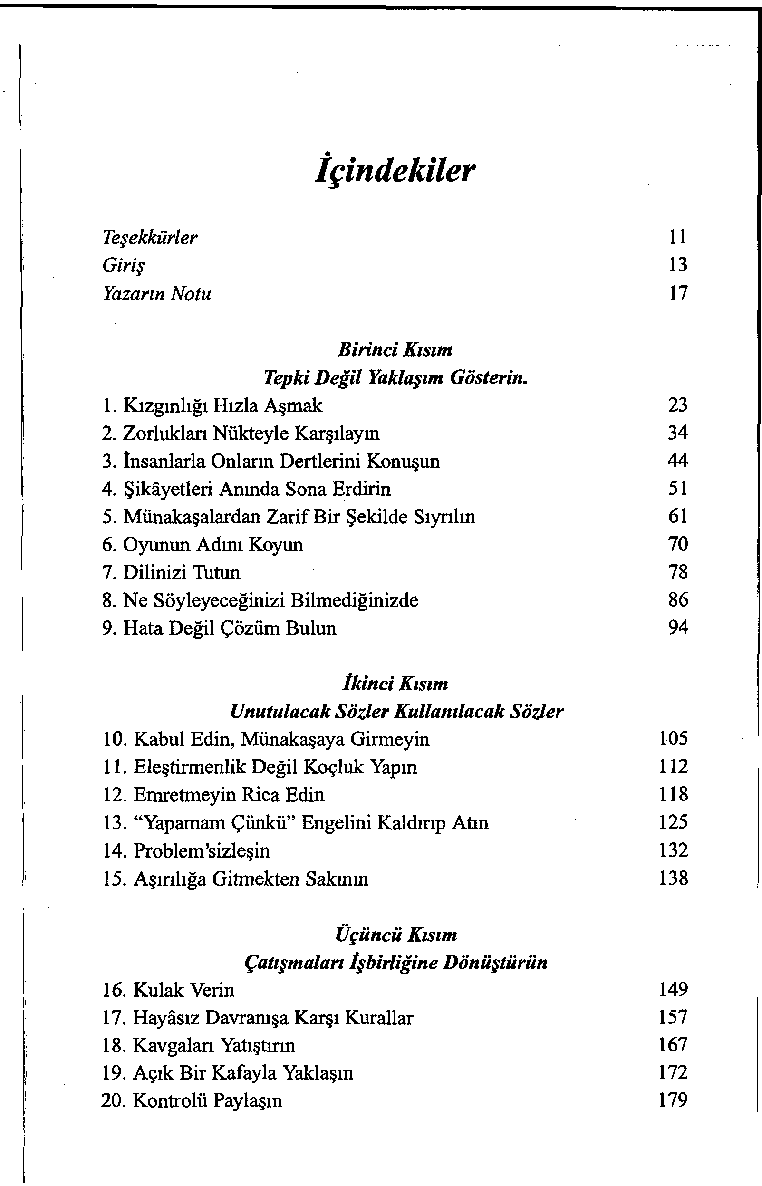 İçindekiler
Teşekkürler 11
Giriş 13
Yazarın Notu 17
Birinci Kısım
Tepki Değil Yaklaşım Gösterin.
1. Kızgınlığı Hızla Aşmak 23
2. Zorlukları Nükteyle Karşılayın 34
3. İnsanlarla Onların Dertlerini Konuşun 44
4. Şikâyetleri Anında Sona Erdirin 51
5. Münakaşalardan Zarif Bir Şekilde Sıyrılın 61
6. Oyunun Adını Koyun 70
7. Dilinizi Tutun 78
8. Ne Söyleyeceğinizi Bilmediğinizde 86
9. Hata Değil Çözüm Bulun 94
İkinci Kısım
Unutulacak Sözler Kullanılacak Sözler
10. Kabul Edin, Münakaşaya Girmeyin 105
11. Eleştirmenlik Değil Koçluk Yapın 112
12. Emretmeyin Rica Edin 118
13. “Yapamam Çünkü” Engelini Kaldırıp Atın 125
14. Problem’sizleşin 132
15. Aşırılığa Gitmekten Sakının 138
Üçüncü Kısım
Çatışmaları İşbirliğine Dönüştürün
16. Kulak Verin 149
17. Hayâsız Davranışa Karşı Kurallar 157
18. Kavgaları Yatıştırın 167
19. Açık Bir Kafayla Yaklaşın 172
20. Kontrolü Paylaşın 179